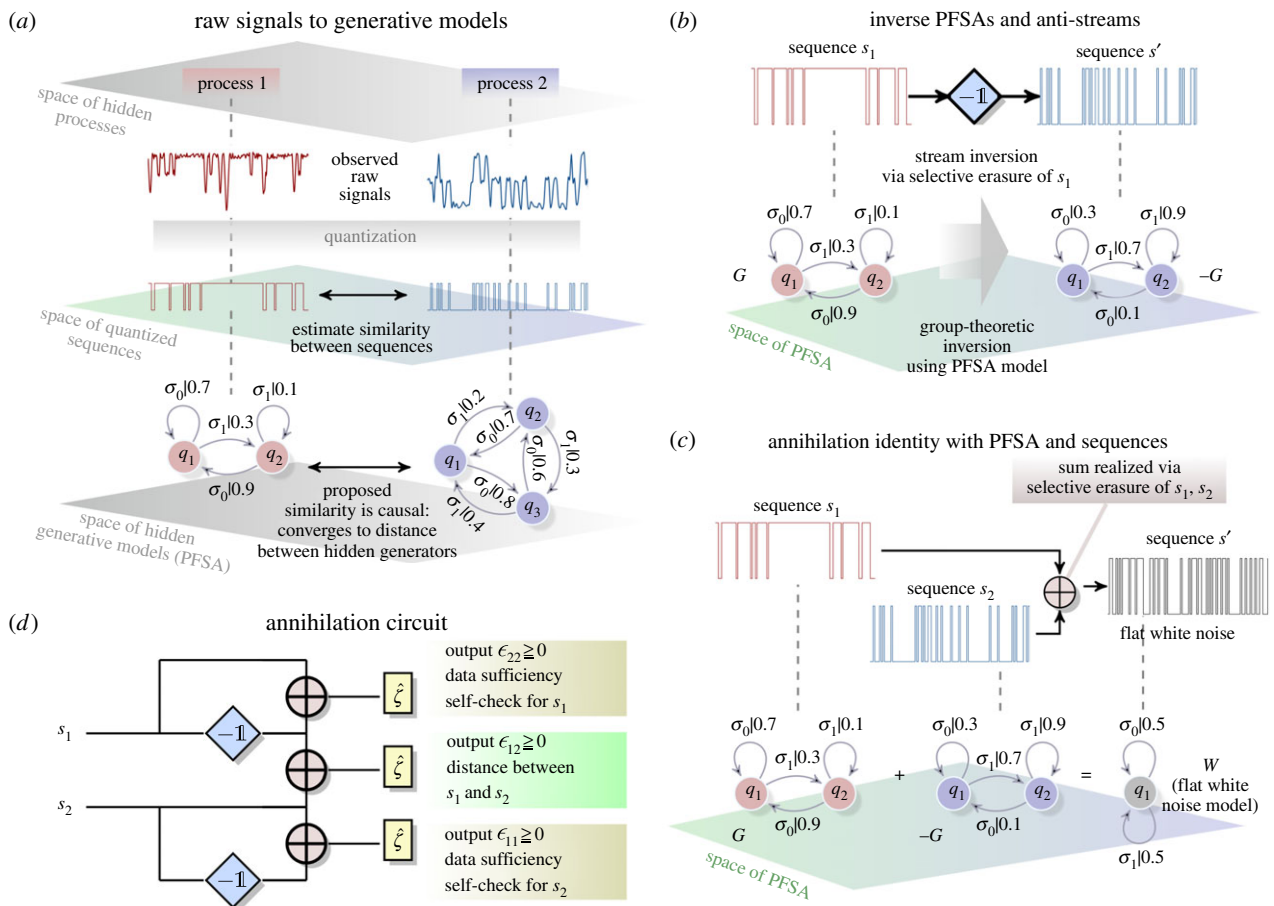 (a)
raw signals to generative models
process 1
process 2
space of hidden
processes
observed
raw
signals
quantization
space of quantized
sequences
estimate similarity
between sequences
σ0|0.7
σ1|0.1
σ1|0.3
q1
q2
σ0|0.9
σ1|0.2
q2
σ0|0.7
σ1|0.3
σ0|0.6
q1
σ0|0.8
σ1|0.4
q3
proposed
similarity is causal:
converges to distance
between hidden generators
space of hidden
generative models (PFSA)
(b)
inverse PFSAs and anti-streams
sequence s1
sequence s′
−𝟙
stream inversion
via selective erasure of s1
σ0|0.7
σ1|0.1
σ1|0.3
G
q1
q2
σ0|0.9
σ0|0.3
σ1|0.9
σ1|0.7
q1
q2
–G
σ0|0.1
group-theoretic
inversion
using PFSA model
space of PFSA
(c)
annihilation identity with PFSA and sequences
sum realized via
selective erasure of s1, s2
sequence s1
sequence s′
sequence s2
flat white noise
σ0|0.7
σ1|0.1
σ1|0.3
q1
q2
σ0|0.9
G
+
σ0|0.3
σ1|0.9
σ1|0.7
q1
q2
σ0|0.1
–G
=
σ0|0.5
q1
σ1|0.5
W
(flat white
noise model)
space of PFSA
(d)
annihilation circuit
s1
−𝟙
s2
−𝟙
ζ̂
ζ̂
ζ̂
output ϵ22≧0
data sufficiency
self-check for s1
output ϵ12≧0
distance between
s1 and s2
output ϵ11≧0
data sufficiency
self-check for s2